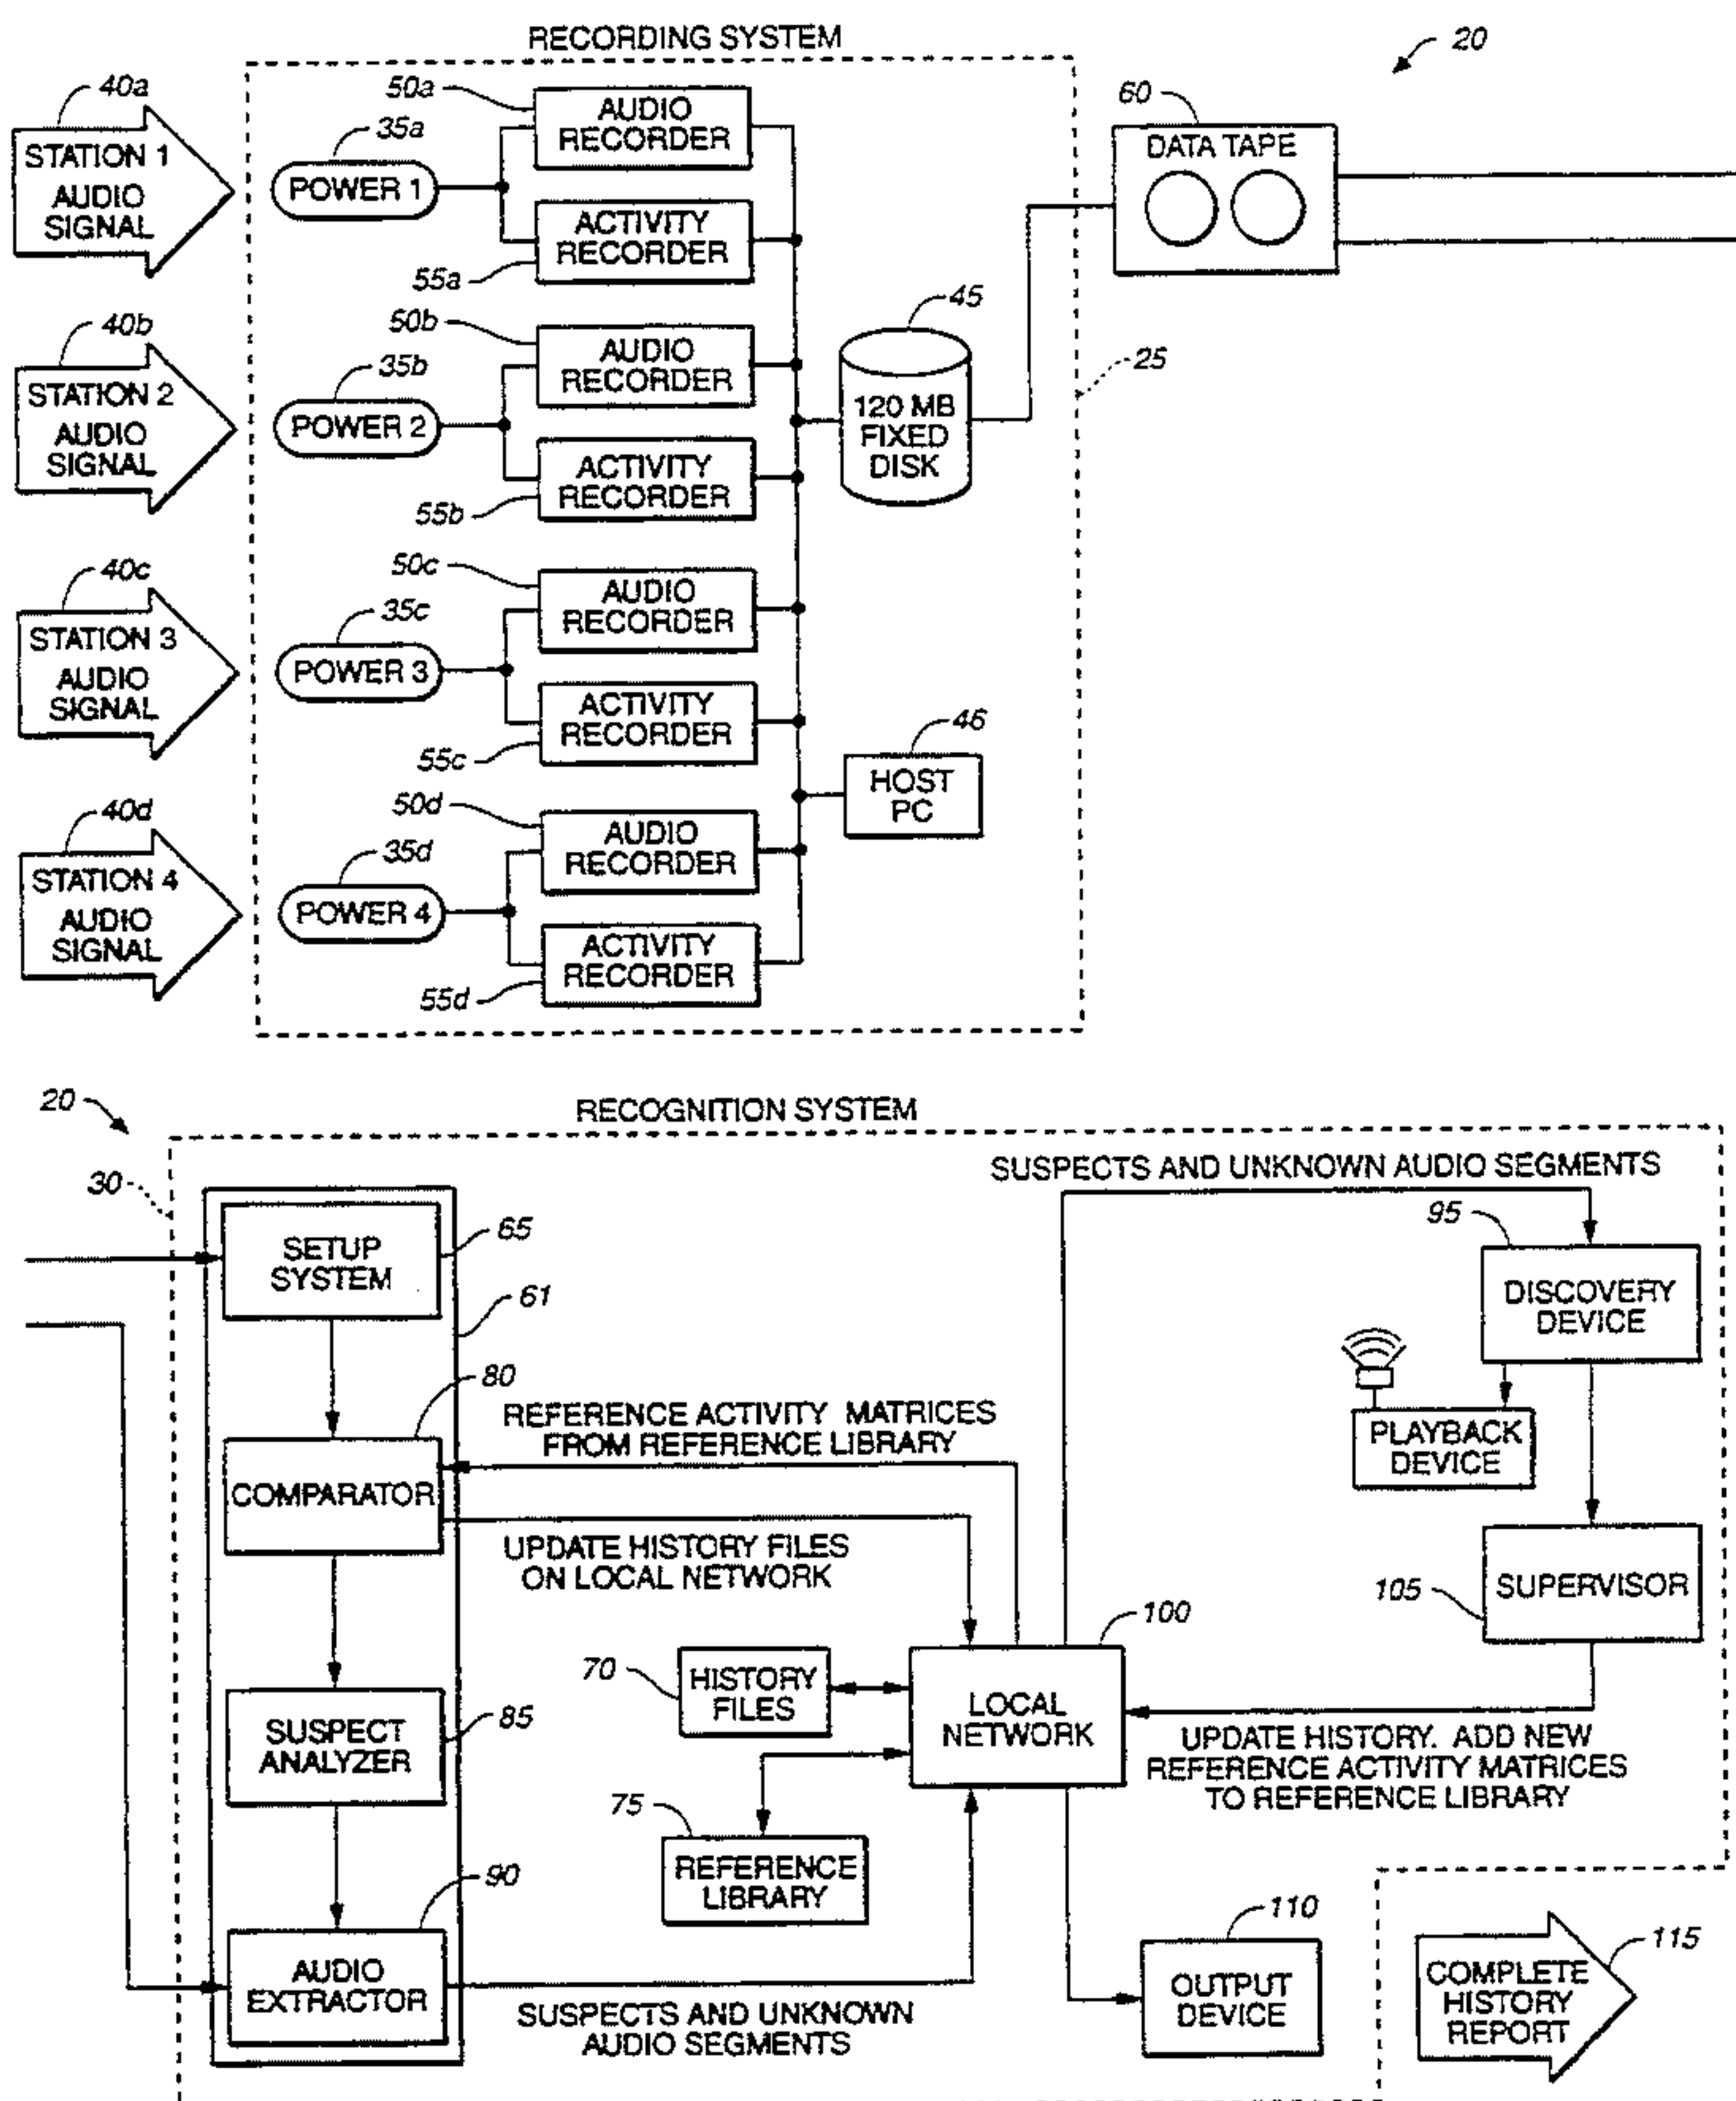 RECORDING SYSTEM
20
40a
STATION 1
AUDIO
SIGNAL
35a
POWER 1
50a
AUDIO
RECORDER
ACTIVITY
RECORDER
55a
60
DATA TAPE
40b
STATION 2
AUDIO
SIGNAL
35b
POWER 2
50b
AUDIO
RECORDER
ACTIVITY
RECORDER
55b
45
120 MB
FIXED
DISK
25
40c
STATION 3
AUDIO
SIGNAL
35c
POWER 3
50c
AUDIO
RECORDER
ACTIVITY
RECORDER
55c
46
HOST
PC
40d
STATION 4
AUDIO
SIGNAL
35d
POWER 4
50d
AUDIO
RECORDER
ACTIVITY
RECORDER
55d
20
RECOGNITION SYSTEM
30
SETUP
SYSTEM
65
61
SUSPECTS AND UNKNOWN AUDIO SEGMENTS
95
DISCOVERY
DEVICE
PLAYBACK
DEVICE
80
COMPARATOR
REFERENCE ACTIVITY MATRICES
FROM REFERENCE LIBRARY
UPDATE HISTORY FILES
ON LOCAL NETWORK
105
SUPERVISOR
100
LOCAL
NETWORK
70
HISTORY
FILES
SUSPECT
ANALYZER
85
UPDATE HISTORY. ADD NEW
REFERENCE ACTIVITY MATRICES
TO REFERENCE LIBRARY
75
REFERENCE
LIBRARY
90
AUDIO
EXTRACTOR
SUSPECTS AND UNKNOWN
AUDIO SEGMENTS
110
OUTPUT
DEVICE
115
COMPLETE
HISTORY
REPORT